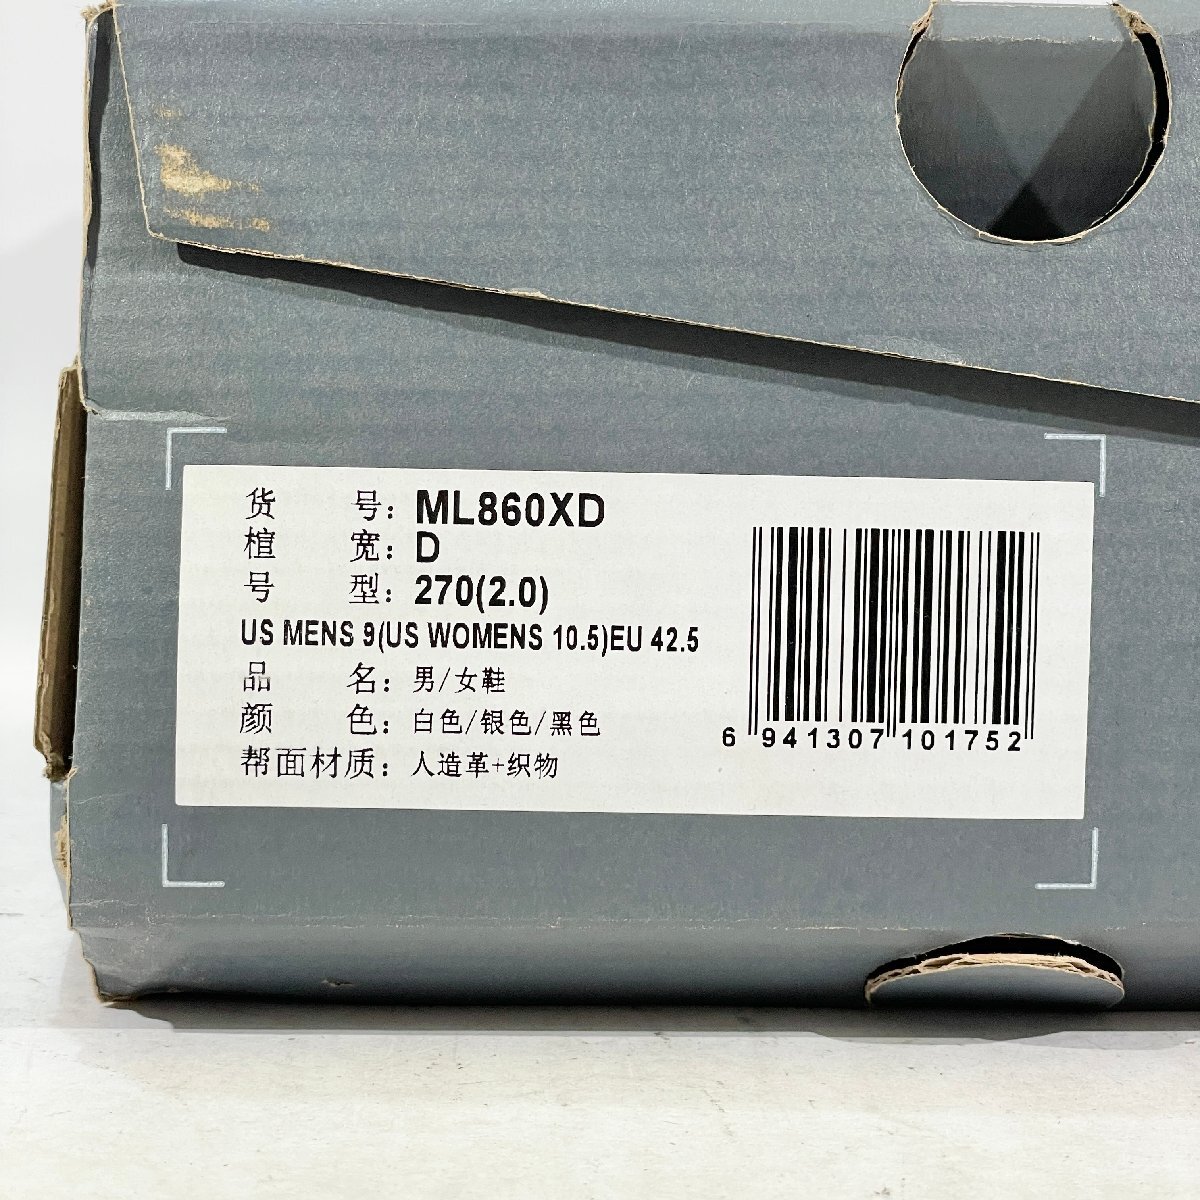 货 号: ML860XD
楦 宽: D
号 型: 270(2.0)
US MENS 9(US WOMENS 10.5)EU 42.5
品 名: 男/女鞋
颜 色: 白色/银色/黑色
帮面材质: 人造革+织物
6 941307 101752